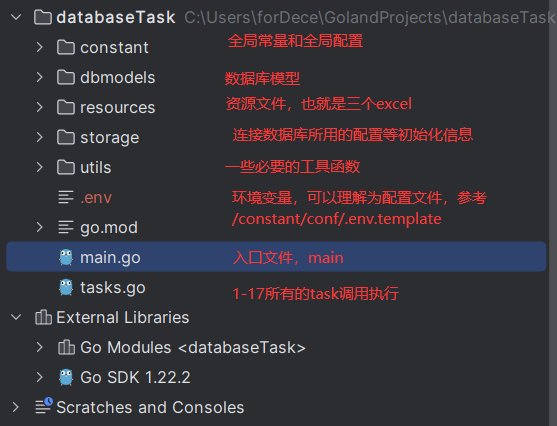 databaseTask C:\Users\forDece\GolandProjects\databaseTask
constant 全局常量和全局配置
dbmodels 数据库模型
resources 资源文件，也就是三个excel
storage 连接数据库所用的配置等初始化信息
utils 一些必要的工具函数
.env 环境变量，可以理解为配置文件，参考
/constant/conf/.env.template
go.mod
main.go 入口文件，main
tasks.go 1-17所有的task调用执行
External Libraries
Go Modules <databaseTask>
Go SDK 1.22.2
Scratches and Consoles